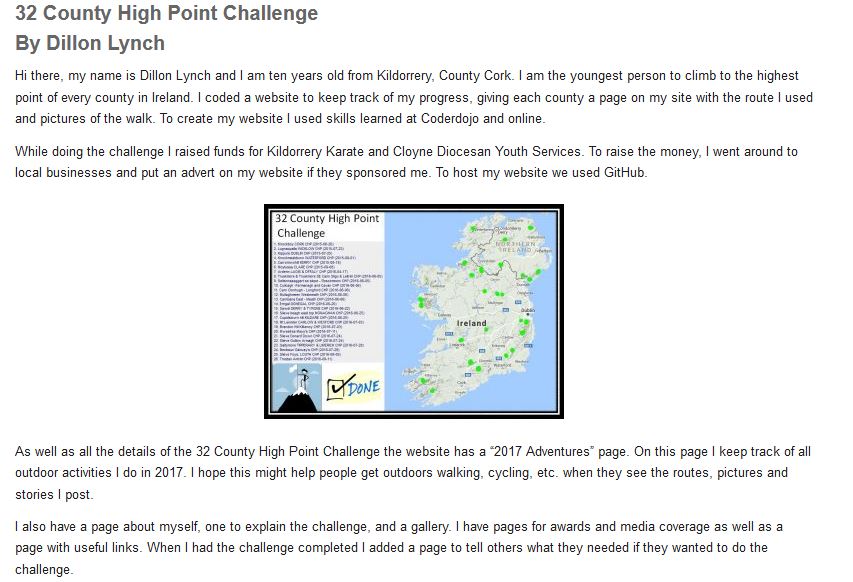 32 County High Point Challenge
By Dillon Lynch
Hi there, my name is Dillon Lynch and I am ten years old from Kildorrery, County Cork. I am the youngest person to climb to the highest
point of every county in Ireland. I coded a website to keep track of my progress, giving each county a page on my site with the route I used
and pictures of the walk. To create my website I used skills learned at Coderdojo and online.
While doing the challenge I raised funds for Kildorrery Karate and Cloyne Diocesan Youth Services. To raise the money, I went around to
local businesses and put an advert on my website if they sponsored me. To host my website we used GitHub.
32 County High Point
Challenge
NORTHERN
IRELAND
Dublin
Ireland
DONE
As well as all the details of the 32 County High Point Challenge the website has a “2017 Adventures” page. On this page I keep track of all
outdoor activities I do in 2017. I hope this might help people get outdoors walking, cycling, etc. when they see the routes, pictures and
stories I post.
I also have a page about myself, one to explain the challenge, and a gallery. I have pages for awards and media coverage as well as a
page with useful links. When I had the challenge completed I added a page to tell others what they needed if they wanted to do the
challenge.